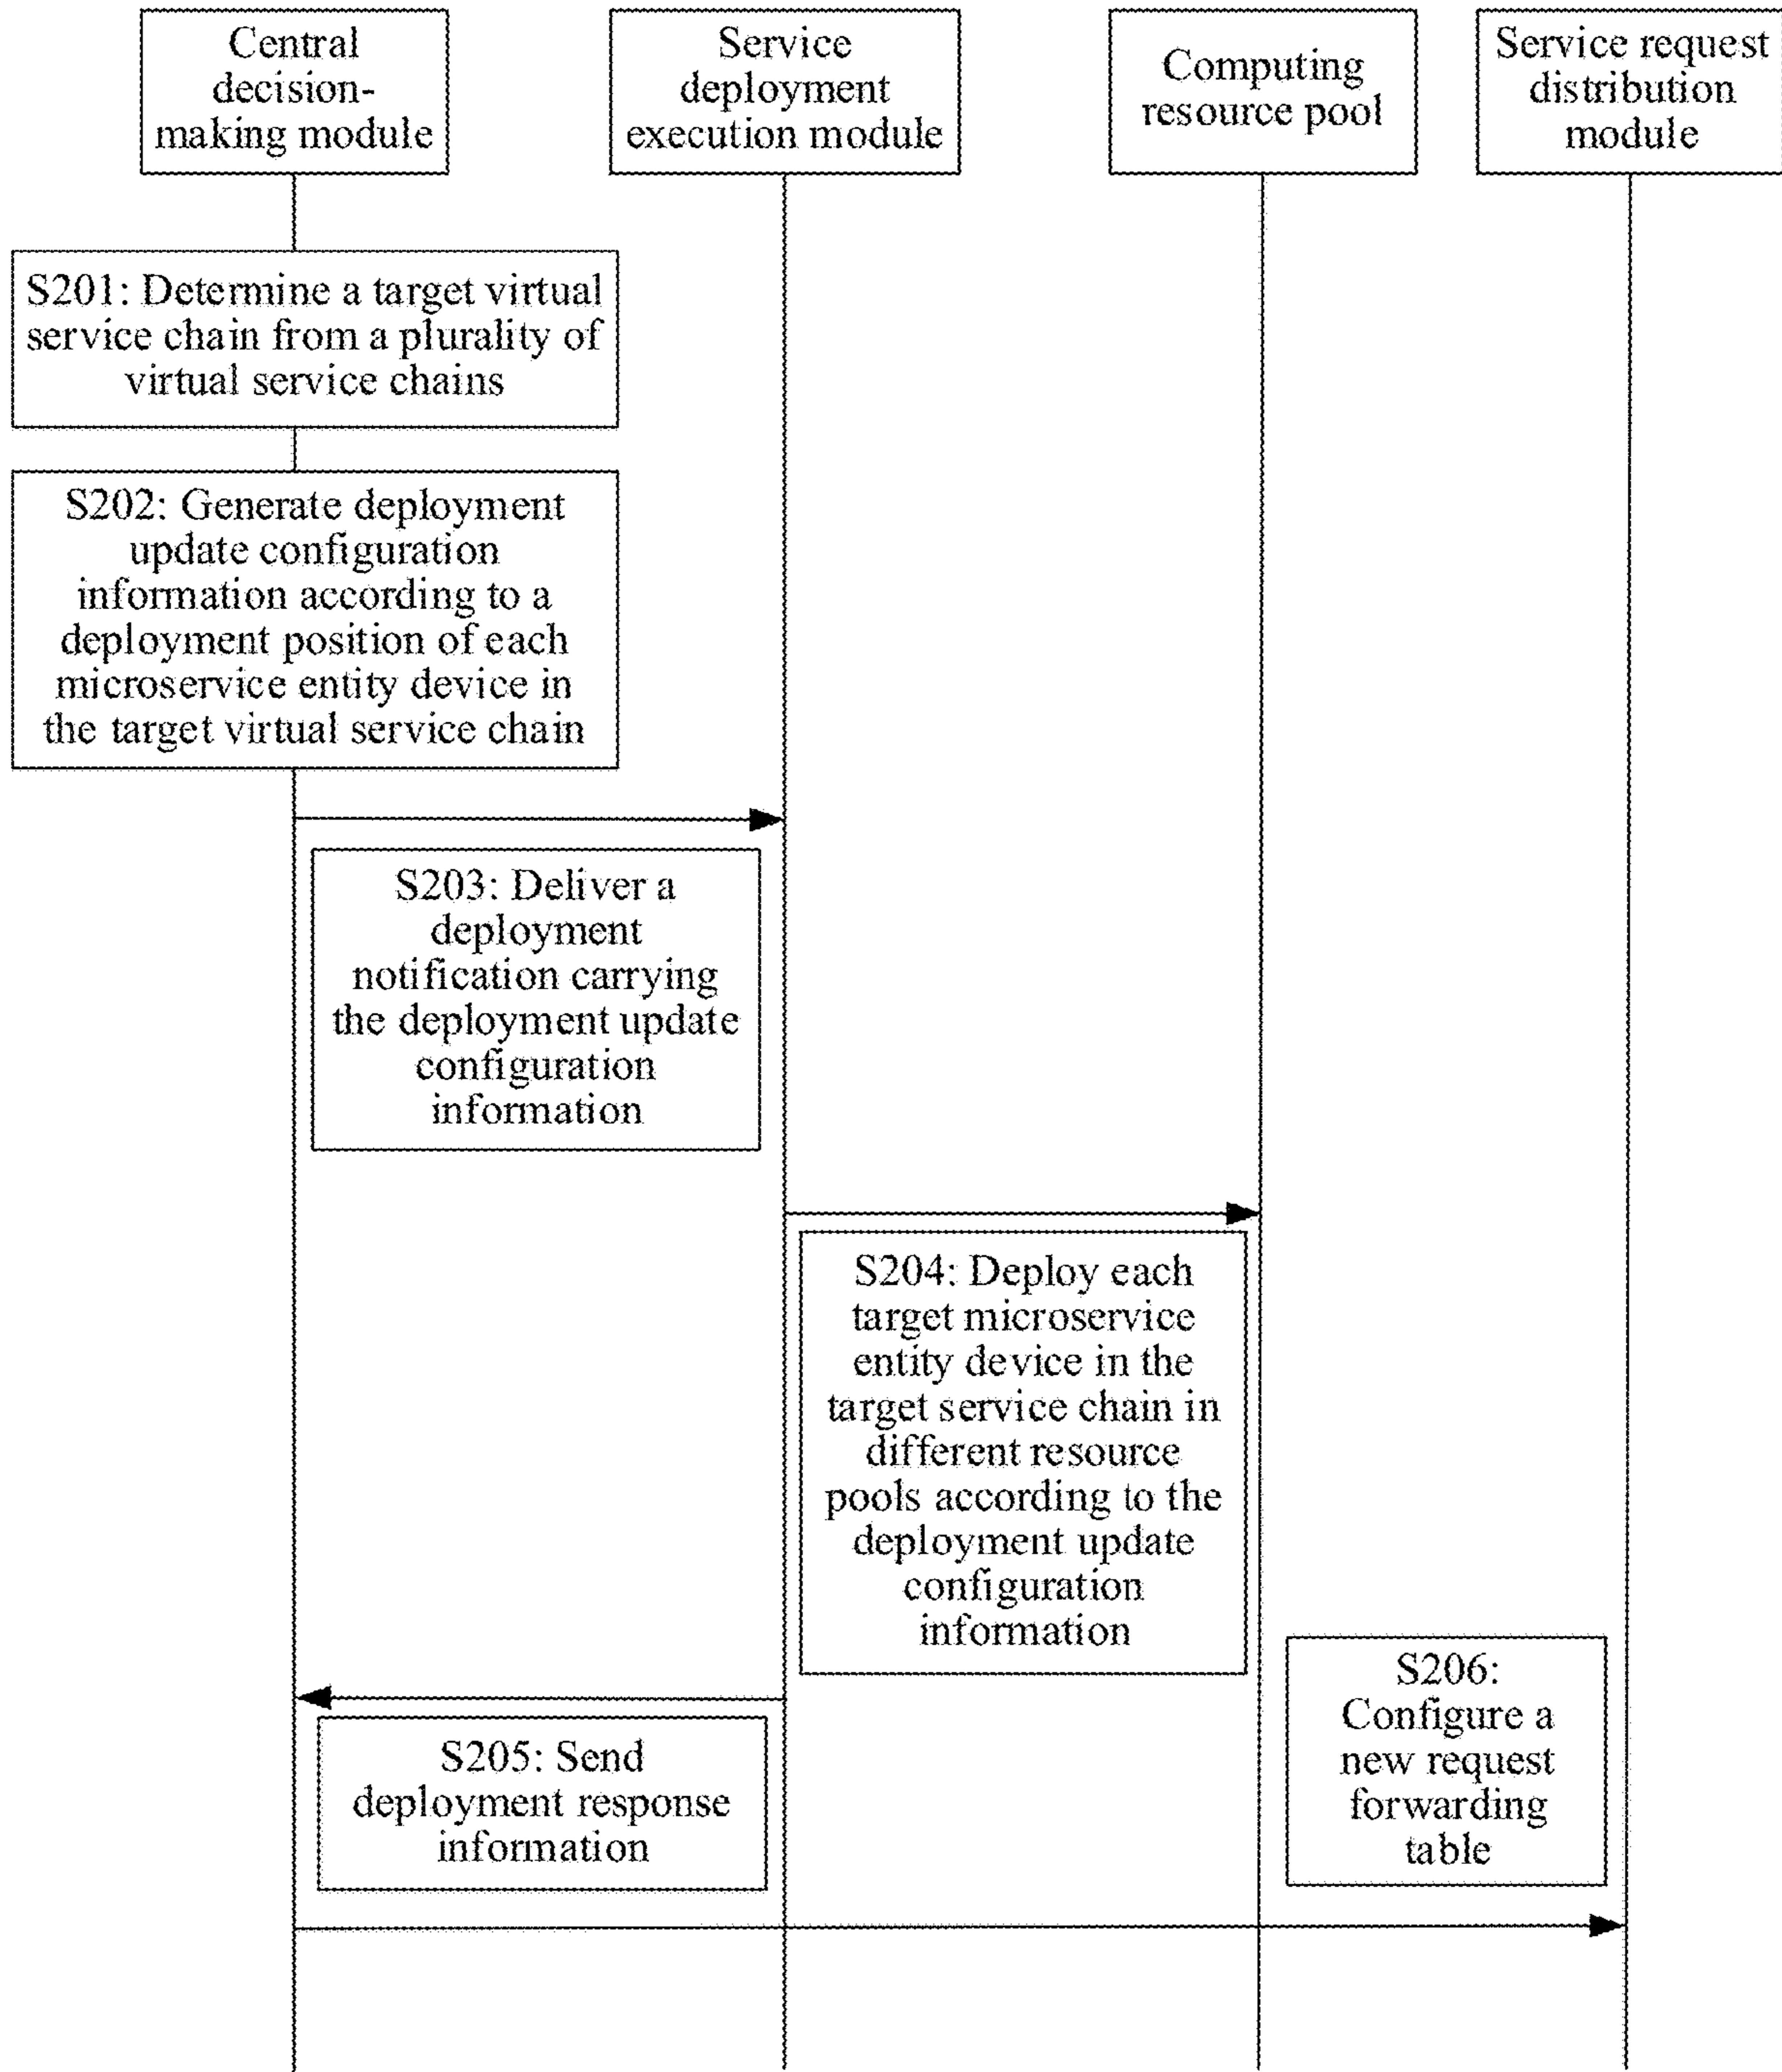 Central
decision-
making module
Service
deployment
execution module
Computing
resource pool
Service request
distribution
module
S201: Determine a target virtual
service chain from a plurality of
virtual service chains
S202: Generate deployment
update configuration
information according to a
deployment position of each
microservice entity device in
the target virtual service chain
S203: Deliver a
deployment
notification carrying
the deployment update
configuration
information
S204: Deploy each
target microservice
entity device in the
target service chain in
different resource
pools according to the
deployment update
configuration
information
S205: Send
deployment response
information
S206:
Configure a
new request
forwarding
table